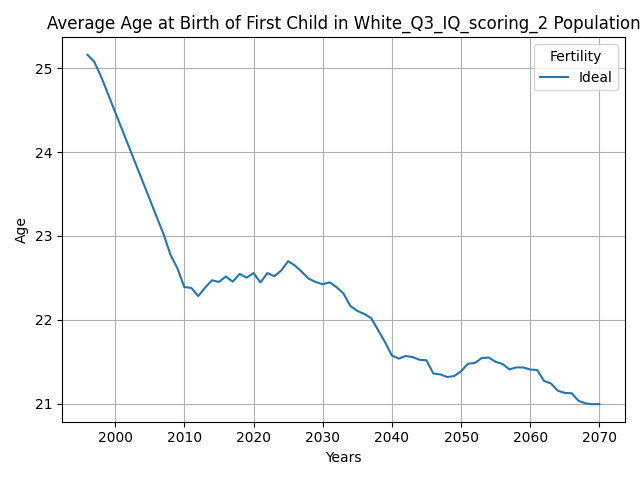 Average Age at Birth of First Child in White_Q3_IQ_scoring_2 Population
Fertility
Ideal
Age
25
24
23
22
21
2000 2010 2020 2030 2040 2050 2060 2070
Years